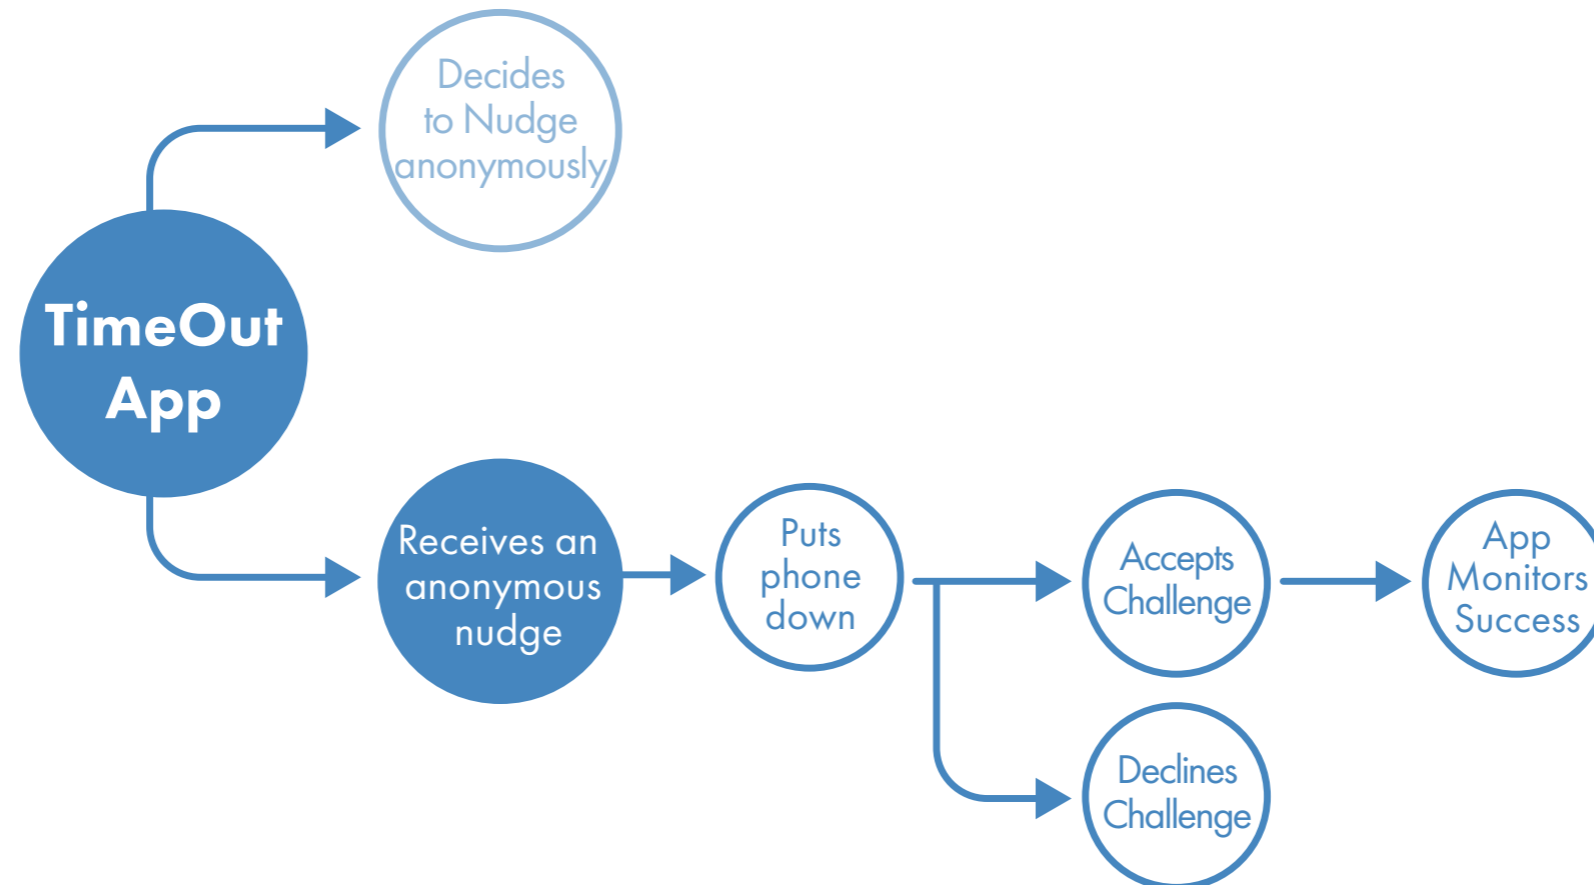 Decides
to Nudge
anonymously
TimeOut
App
Receives an
anonymous
nudge
Puts
phone
down
Accepts
Challenge
App
Monitors
Success
Declines
Challenge